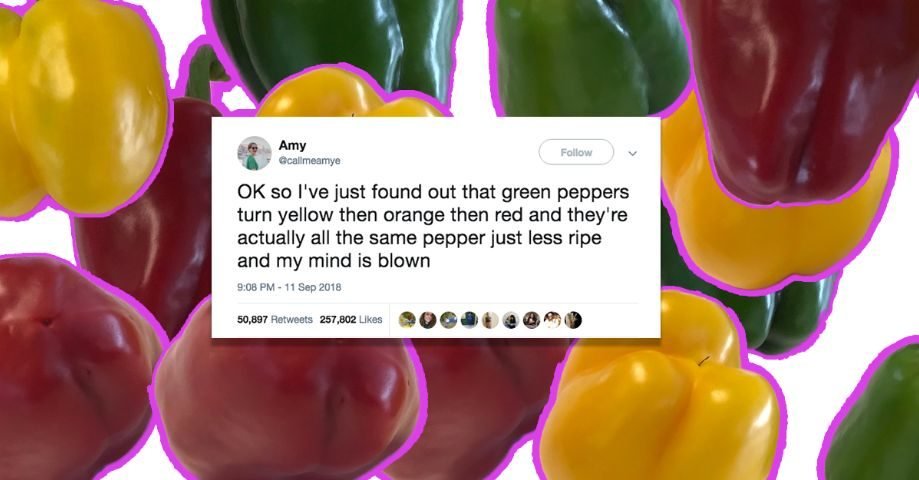 Amy
@callmeamye
Follow
OK so I've just found out that green peppers
turn yellow then orange then red and they're
actually all the same pepper just less ripe
and my mind is blown
9:08 PM - 11 Sep 2018
50,897 Retweets 257,802 Likes